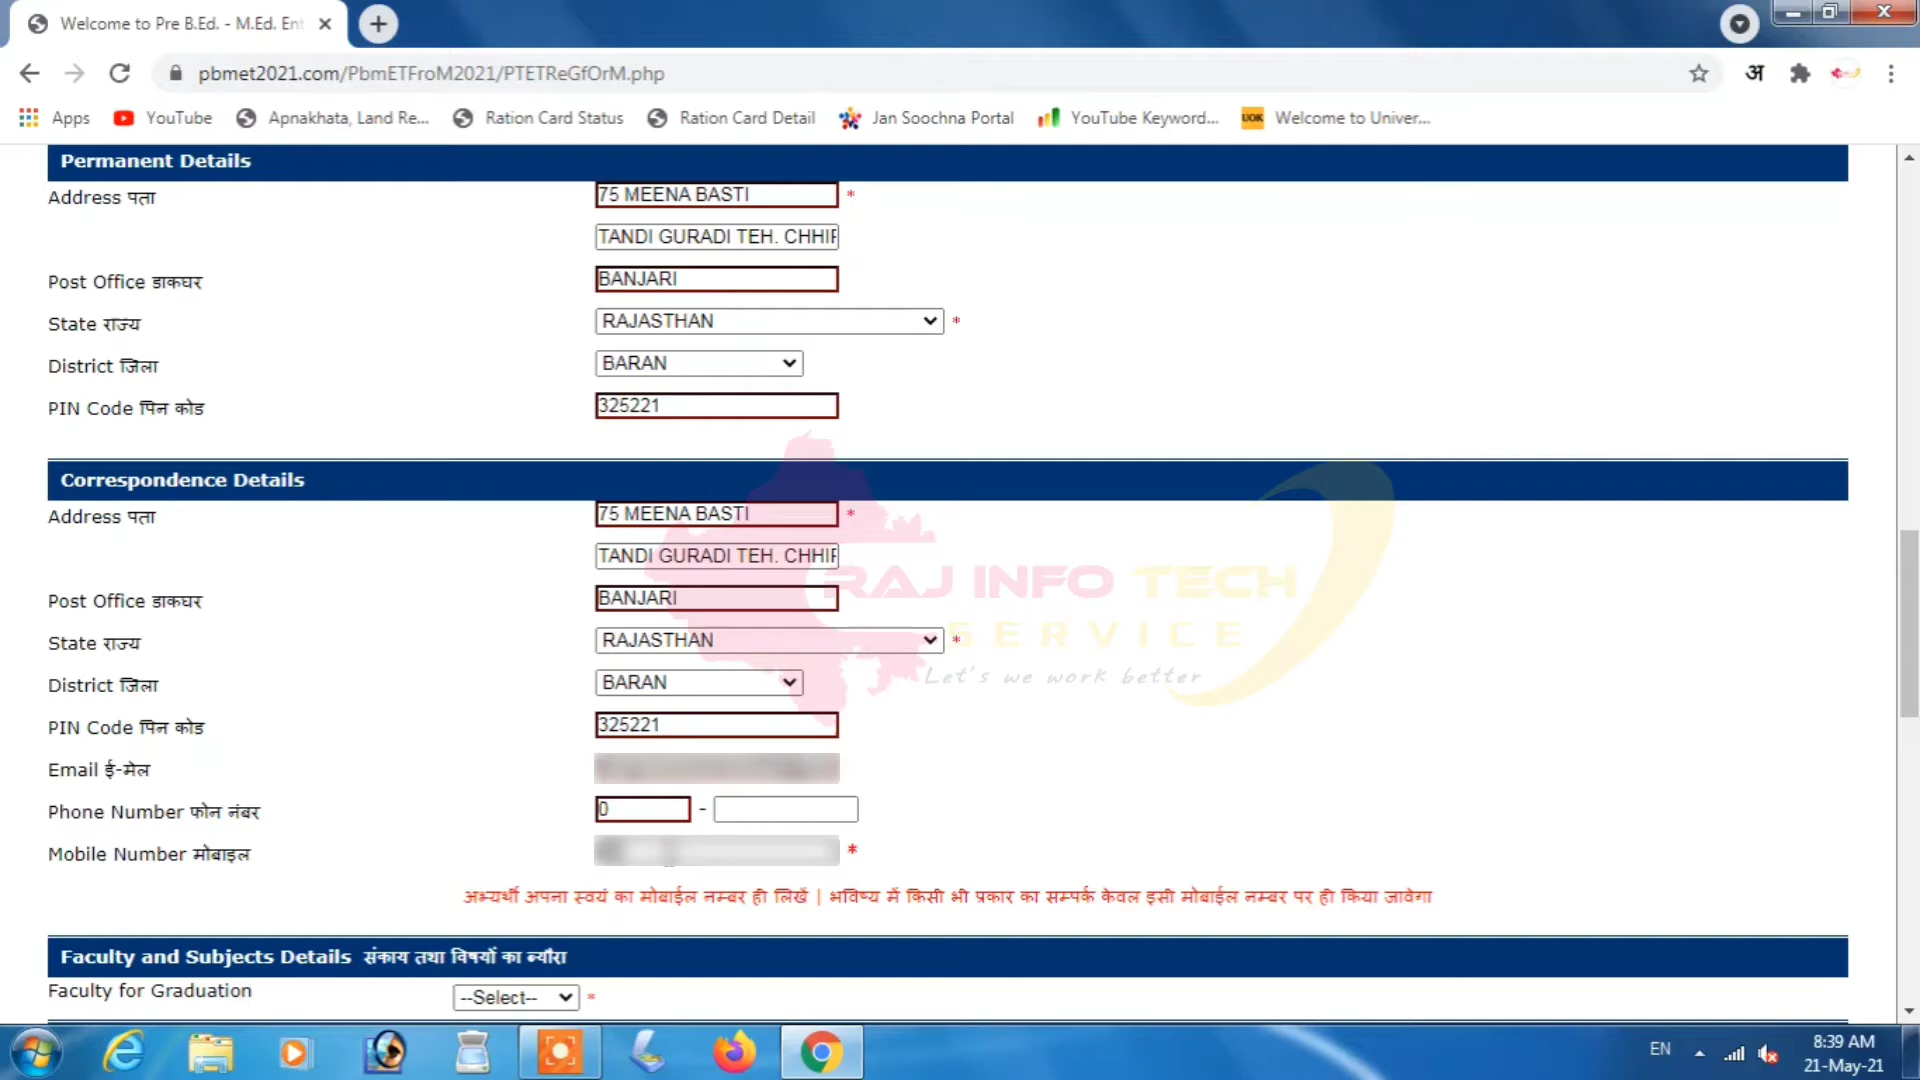 Welcome to Pre B.Ed. - M.Ed. Ent
pbmet2021.com/PbmETFroM2021/PTETReGfOrM.php
अ
Apps YouTube Apnakhata, Land Re... Ration Card Status Ration Card Detail Jan Soochna Portal YouTube Keyword... UOK Welcome to Univer...
Permanent Details
Address पता 75 MEENA BASTI *
TANDI GURADI TEH. CHHIP
Post Office डाकघर BANJARI
State राज्य RAJASTHAN *
District जिला BARAN
PIN Code पिन कोड 325221
Correspondence Details
Address पता 75 MEENA BASTI *
TANDI GURADI TEH. CHHIP
RAJ INFO TECH
Post Office डाकघर BANJARI
SERVICE
State राज्य RAJASTHAN *
Let's we work better
District जिला BARAN
PIN Code पिन कोड 325221
Email ई-मेल
Phone Number फोन नंबर 0 -
Mobile Number मोबाइल *
अभ्यर्थी अपना स्वयं का मोबाईल नम्बर ही लिखें | भविष्य में किसी भी प्रकार का सम्पर्क केवल इसी मोबाईल नम्बर पर ही किया जावेगा
Faculty and Subjects Details संकाय तथा विषयों का ब्यौरा
Faculty for Graduation --Select-- *
EN
8:39 AM
21-May-21